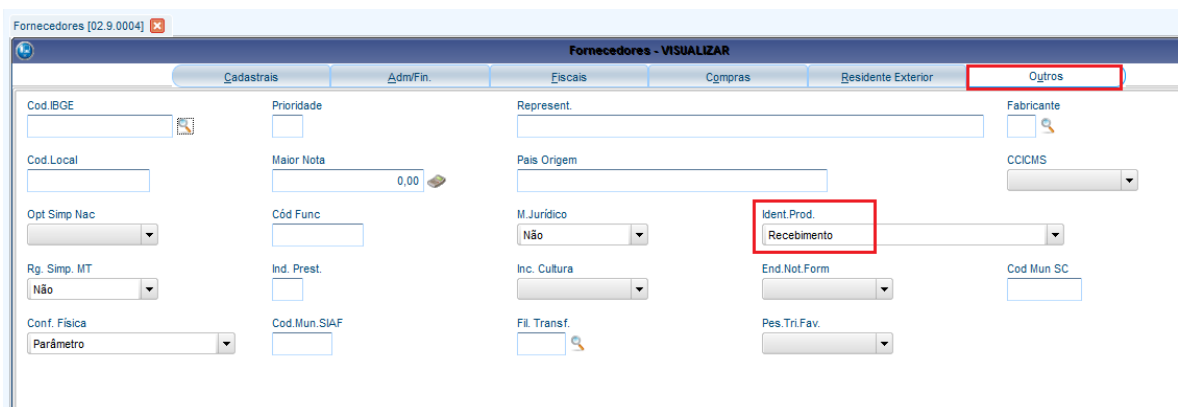 Fornecedores [02.9.0004]
Fornecedores - VISUALIZAR
Cadastrais Adm/Fin. Fiscais Compras Residente Exterior Outros
Cod.IBGE Prioridade Represent. Fabricante
Cod.Local Maior Nota Pais Origem CCICMS
0,00
Opt Simp Nac Cód Func M.Jurídico Ident.Prod.
Não Recebimento
Rg. Simp. MT Ind. Prest. Inc. Cultura End.Not.Form Cod Mun SC
Não
Conf. Física Cod.Mun.SIAF Fil. Transf. Pes.Tri.Fav.
Parâmetro